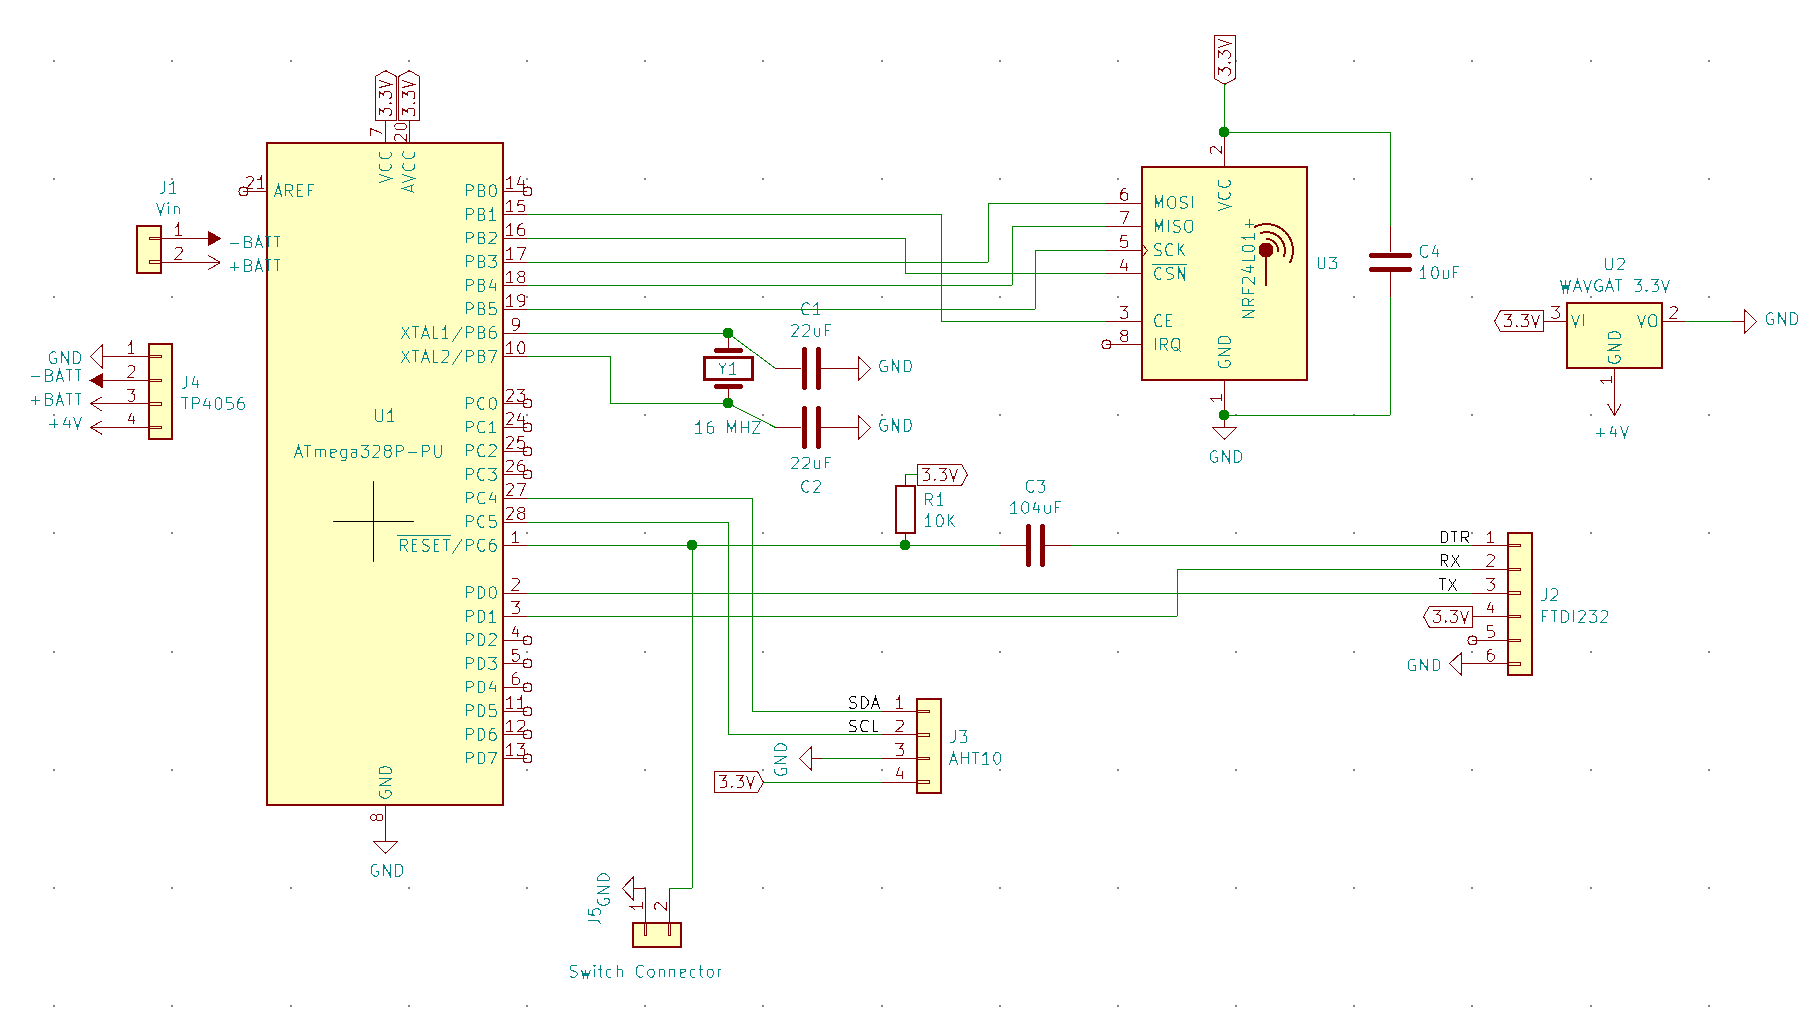 3.3V
3.3V
3.3V
7
20
VCC
AVCC
21
AREF
PB0
14
PB1
15
PB2
16
PB3
17
PB4
18
PB5
19
XTAL1/PB6
9
XTAL2/PB7
10
PC0
23
PC1
24
PC2
25
PC3
26
PC4
27
PC5
28
RESET/PC6
1
PD0
2
PD1
3
PD2
4
PD3
5
PD4
6
PD5
11
PD6
12
PD7
13
U1
ATmega328P-PU
GND
8
GND
J1
Vin
1
-BATT
2
+BATT
GND
1
-BATT
2
+BATT
3
+4V
4
J4
TP4056
C1
22uF
GND
Y1
16 MHZ
GND
22uF
C2
3.3V
R1
10K
C3
104uF
2
VCC
6
MOSI
7
MISO
5
SCK
4
CSN
3
CE
8
IRQ
NRF24L01+
GND
1
GND
U3
C4
10uF
U2
WAVGAT 3.3V
3.3V
3
VI
VO
2
GND
GND
1
+4V
DTR
1
RX
2
TX
3
3.3V
4
5
GND
6
J2
FTDI232
SDA
1
SCL
2
GND
3
3.3V
4
J3
AHT10
GND
J5
1
2
Switch Connector